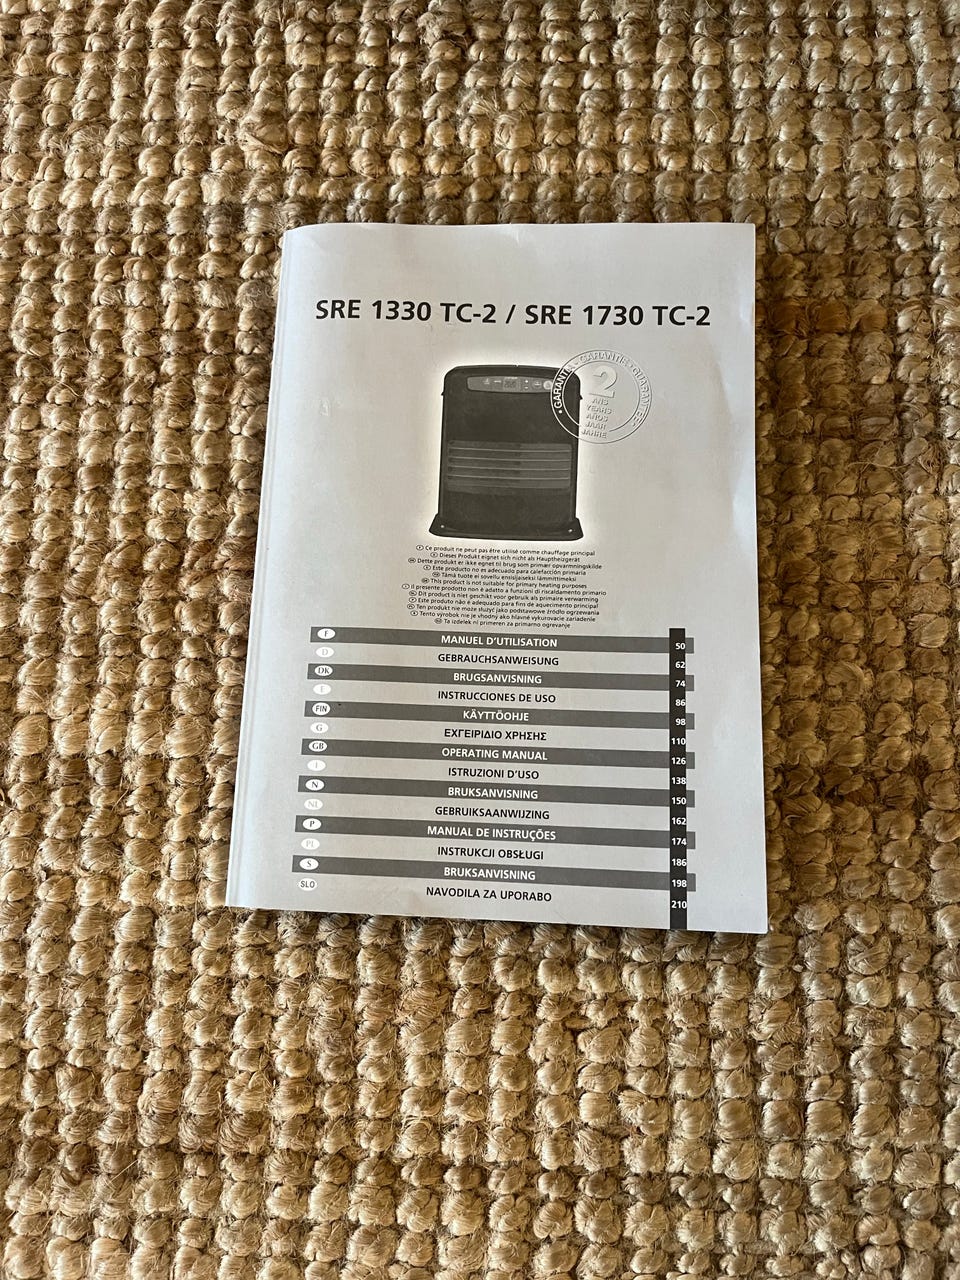 SRE 1330 TC-2 / SRE 1730 TC-2
GARANTIE • GUARANTEE
2
ANS
YEARS
AÑOS
JAAR
JAHRE
F Ce produit ne peut pas être utilisé comme chauffage principal
D Dieses Produkt eignet sich nicht als Hauptheizgerät
DK Dette produkt er ikke egnet til brug som primær opvarmningskilde
E Este producto no es adecuado para calefacción primaria
FIN Tämä tuote ei sovellu ensisijaiseksi lämmittimeksi
GB This product is not suitable for primary heating purposes
I Il presente prodotto non è adatto a funzioni di riscaldamento primario
NL Dit product is niet geschikt voor gebruik als primaire verwarming
P Este produto não é adequado para fins de aquecimento principal
PL Ten produkt nie może służyć jako podstawowe źródło ogrzewania
Tento výrobok nie je vhodný ako hlavné vykurovacie zariadenie
Ta izdelek ni primeren za primarno ogrevanje
F MANUEL D'UTILISATION 50
D GEBRAUCHSANWEISUNG 62
DK BRUGSANVISNING 74
E INSTRUCCIONES DE USO 86
FIN KÄYTTÖOHJE 98
G ΕΧΓΕΙΡΙΔΙΟ ΧΡΗΣΗΣ 110
GB OPERATING MANUAL 126
I ISTRUZIONI D'USO 138
N BRUKSANVISNING 150
NL GEBRUIKSAANWIJZING 162
P MANUAL DE INSTRUÇÕES 174
PL INSTRUKCJI OBSŁUGI 186
S BRUKSANVISNING 198
SLO NAVODILA ZA UPORABO 210